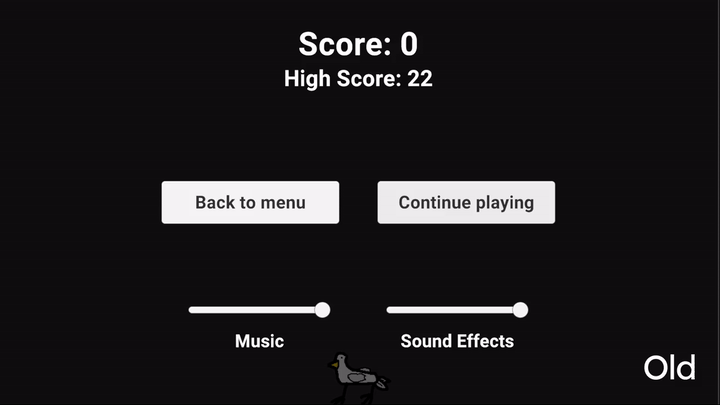 Score: 0
High Score: 22
Back to menu
Continue playing
Music
Sound Effects
Old